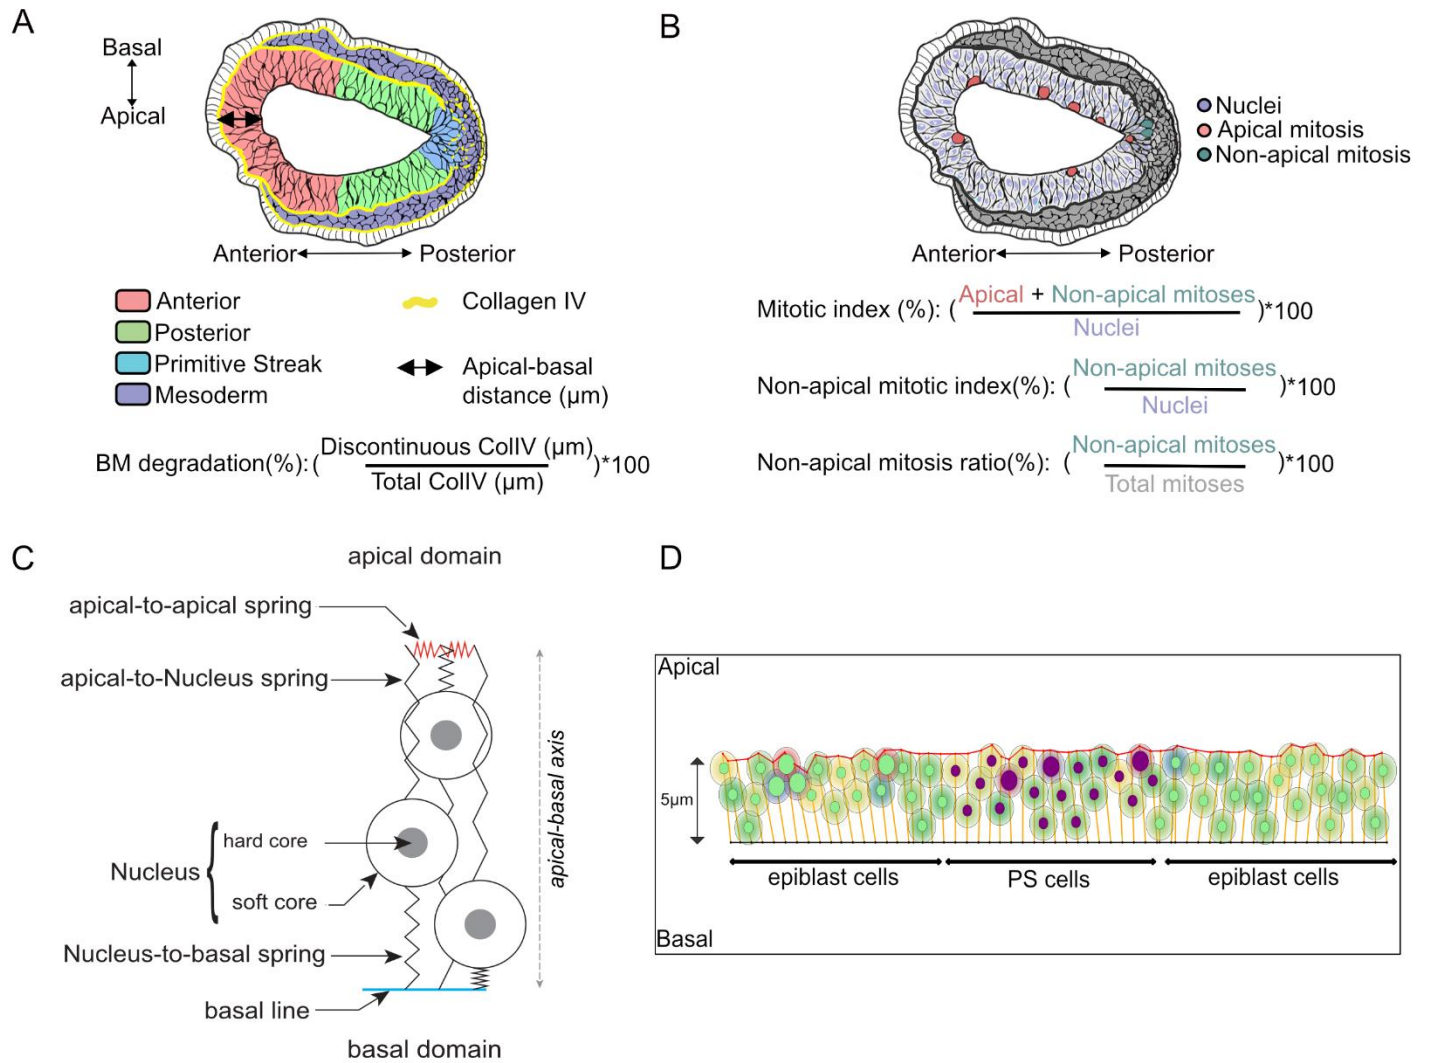 A
Basal
Apical
Anterior
Posterior
Anterior
Posterior
Primitive Streak
Mesoderm
Collagen IV
Apical-basal
distance (µm)
BM degradation(%): (Discontinuous ColIV (µm)
Total ColIV (µm))*100
B
Nuclei
Apical mitosis
Non-apical mitosis
Anterior
Posterior
Mitotic index (%): (Apical + Non-apical mitoses
Nuclei)*100
Non-apical mitotic index(%): (Non-apical mitoses
Nuclei)*100
Non-apical mitosis ratio(%): (Non-apical mitoses
Total mitoses)*100
C
apical domain
apical-to-apical spring
apical-to-Nucleus spring
Nucleus
hard core
soft core
Nucleus-to-basal spring
basal line
basal domain
apical-basal axis
D
Apical
5µm
epiblast cells
PS cells
epiblast cells
Basal